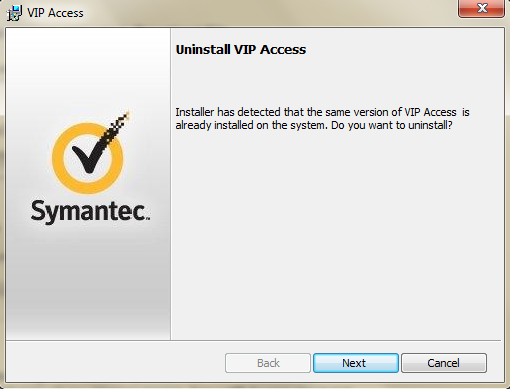 VIP Access
Uninstall VIP Access
Installer has detected that the same version of VIP Access is
already installed on the system. Do you want to uninstall?
Symantec™
Back
Next
Cancel